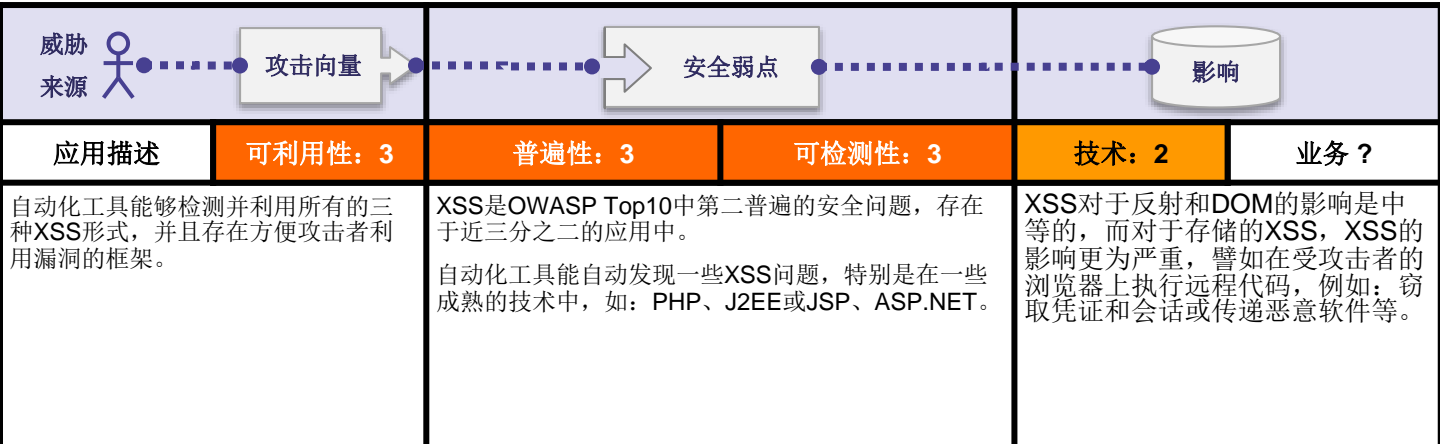 威胁
来源
攻击向量
安全弱点
影响
应用描述
可利用性：3
普遍性：3
可检测性：3
技术：2
业务 ?
自动化工具能够检测并利用所有的三
种XSS形式，并且存在方便攻击者利
用漏洞的框架。
XSS是OWASP Top10中第二普遍的安全问题，存在
于近三分之二的应用中。
自动化工具能自动发现一些XSS问题，特别是在一些
成熟的技术中，如：PHP、J2EE或JSP、ASP.NET。
XSS对于反射和DOM的影响是中
等的，而对于存储的XSS，XSS的
影响更为严重，譬如在受攻击者的
浏览器上执行远程代码，例如：窃
取凭证和会话或传递恶意软件等。